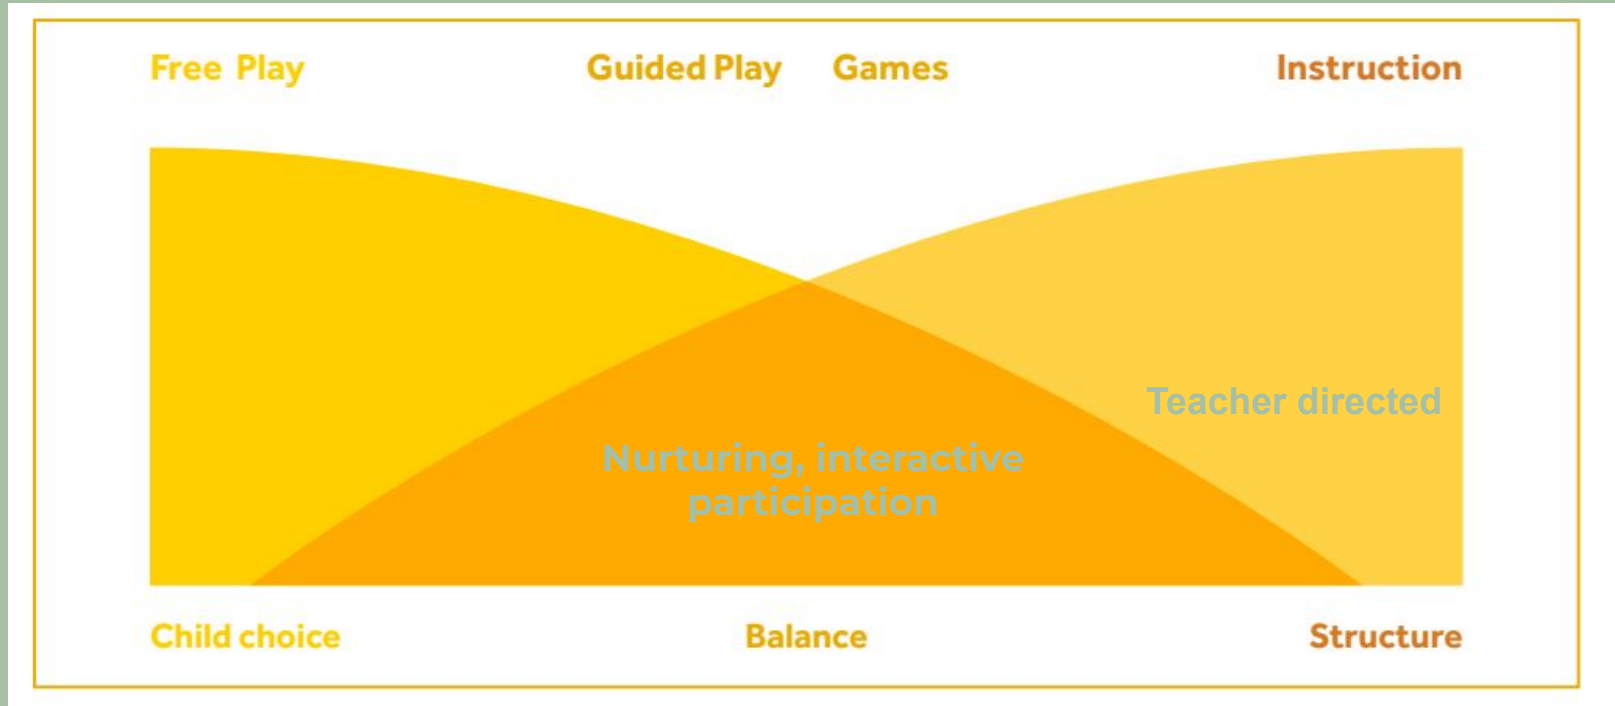 Free Play
Guided Play
Games
Instruction
Teacher directed
Nurturing, interactive
participation
Child choice
Balance
Structure